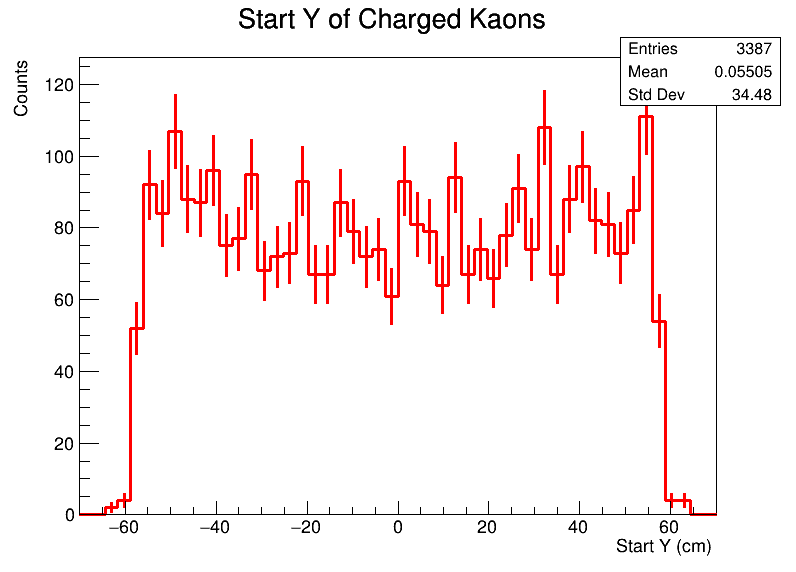 Start Y of Charged Kaons
Entries 3387
Mean 0.05505
Std Dev 34.48
Counts
120
100
80
60
40
20
0
−60 −40 −20 0 20 40 60
Start Y (cm)